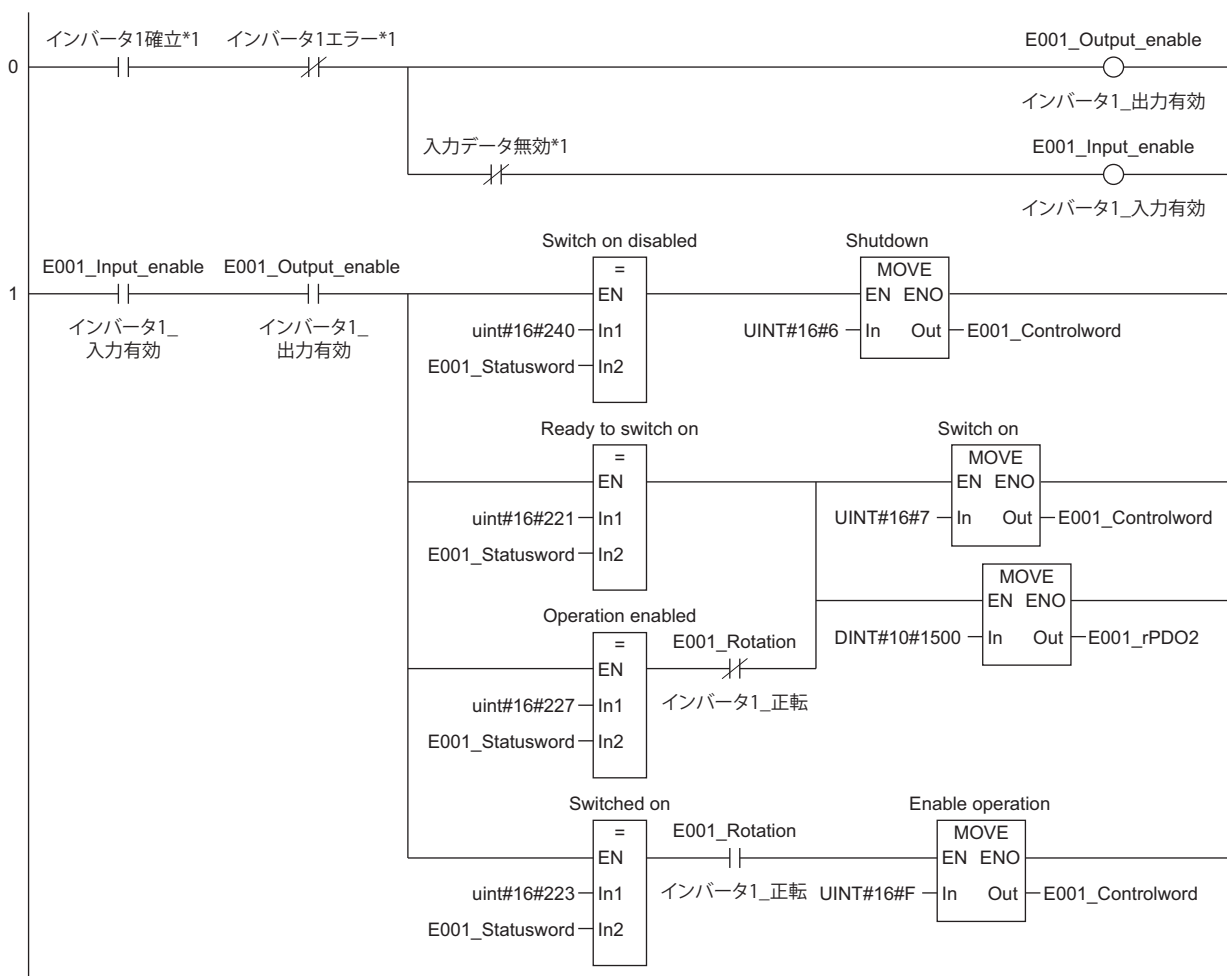 インバータ1確立*1 インバータ1エラー*1 E001_Output_enable
0
インバータ1_出力有効
入力データ無効*1 E001_Input_enable
インバータ1_入力有効
Switch on disabled Shutdown
E001_Input_enable E001_Output_enable = MOVE
1 EN EN ENO
インバータ1_ インバータ1_
入力有効 出力有効
uint#16#240 In1 UINT#16#6 In Out E001_Controlword
E001_Statusword In2
Ready to switch on Switch on
= MOVE
EN EN ENO
uint#16#221 In1 UINT#16#7 In Out E001_Controlword
E001_Statusword In2
MOVE
EN ENO
Operation enabled
= E001_Rotation DINT#10#1500 In Out E001_rPDO2
EN
uint#16#227 In1 インバータ1_正転
E001_Statusword In2
Switched on Enable operation
= E001_Rotation MOVE
EN EN ENO
uint#16#223 In1 インバータ1_正転 UINT#16#F In Out E001_Controlword
E001_Statusword In2